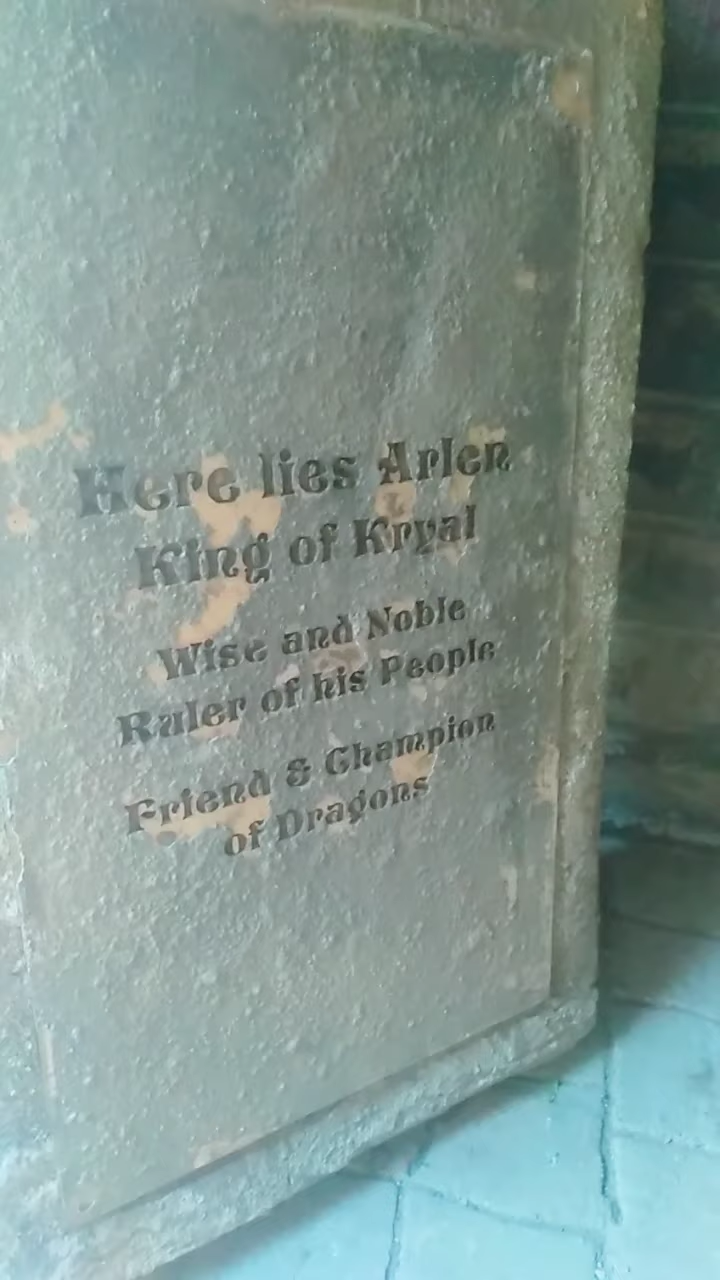 Here lies Arlen
King of Kryal
Wise and Noble
Ruler of his People
Friend & Champion
of Dragons